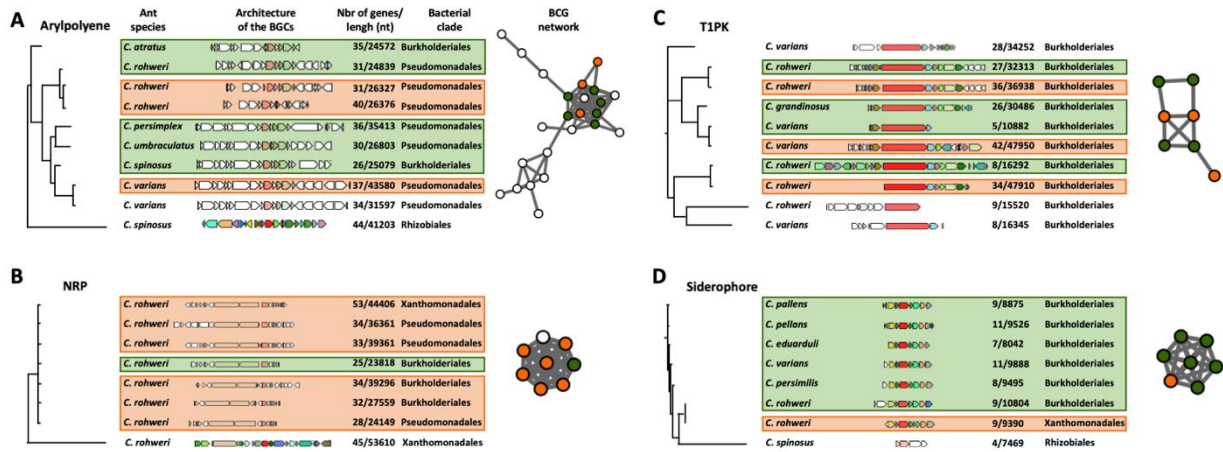 A Arylpolyene
Ant species
Architecture of the BGCs
Nbr of genes/ lengh (nt)
Bacterial clade
BCG network
C. atratus 35/24572 Burkholderiales
C. rohweri 31/24839 Pseudomonadales
C. rohweri 31/26327 Pseudomonadales
C. rohweri 40/26376 Pseudomonadales
C. persimplex 36/35413 Pseudomonadales
C. umbraculatus 30/26803 Pseudomonadales
C. spinosus 26/25079 Burkholderiales
C. varians 37/43580 Pseudomonadales
C. varians 34/31597 Pseudomonadales
C. spinosus 44/41203 Rhizobiales
B NRP
C. rohweri 53/44406 Xanthomonadales
C. rohweri 34/36361 Pseudomonadales
C. rohweri 33/39361 Pseudomonadales
C. rohweri 25/23818 Burkholderiales
C. rohweri 34/39296 Burkholderiales
C. rohweri 32/27559 Burkholderiales
C. rohweri 28/24149 Pseudomonadales
C. rohweri 45/53610 Xanthomonadales
C T1PK
C. varians 28/34252 Burkholderiales
C. rohweri 27/32313 Burkholderiales
C. rohweri 36/36938 Burkholderiales
C. grandinosus 26/30486 Burkholderiales
C. varians 5/10882 Burkholderiales
C. varians 42/47950 Burkholderiales
C. rohweri 8/16292 Burkholderiales
C. rohweri 34/47910 Burkholderiales
C. rohweri 9/15520 Burkholderiales
C. varians 8/16345 Burkholderiales
D Siderophore
C. pallens 9/8875 Burkholderiales
C. pellans 11/9526 Burkholderiales
C. eduarduli 7/8042 Burkholderiales
C. varians 11/9888 Burkholderiales
C. persimilis 8/9495 Burkholderiales
C. rohweri 9/10804 Burkholderiales
C. rohweri 9/9390 Xanthomonadales
C. spinosus 4/7469 Rhizobiales